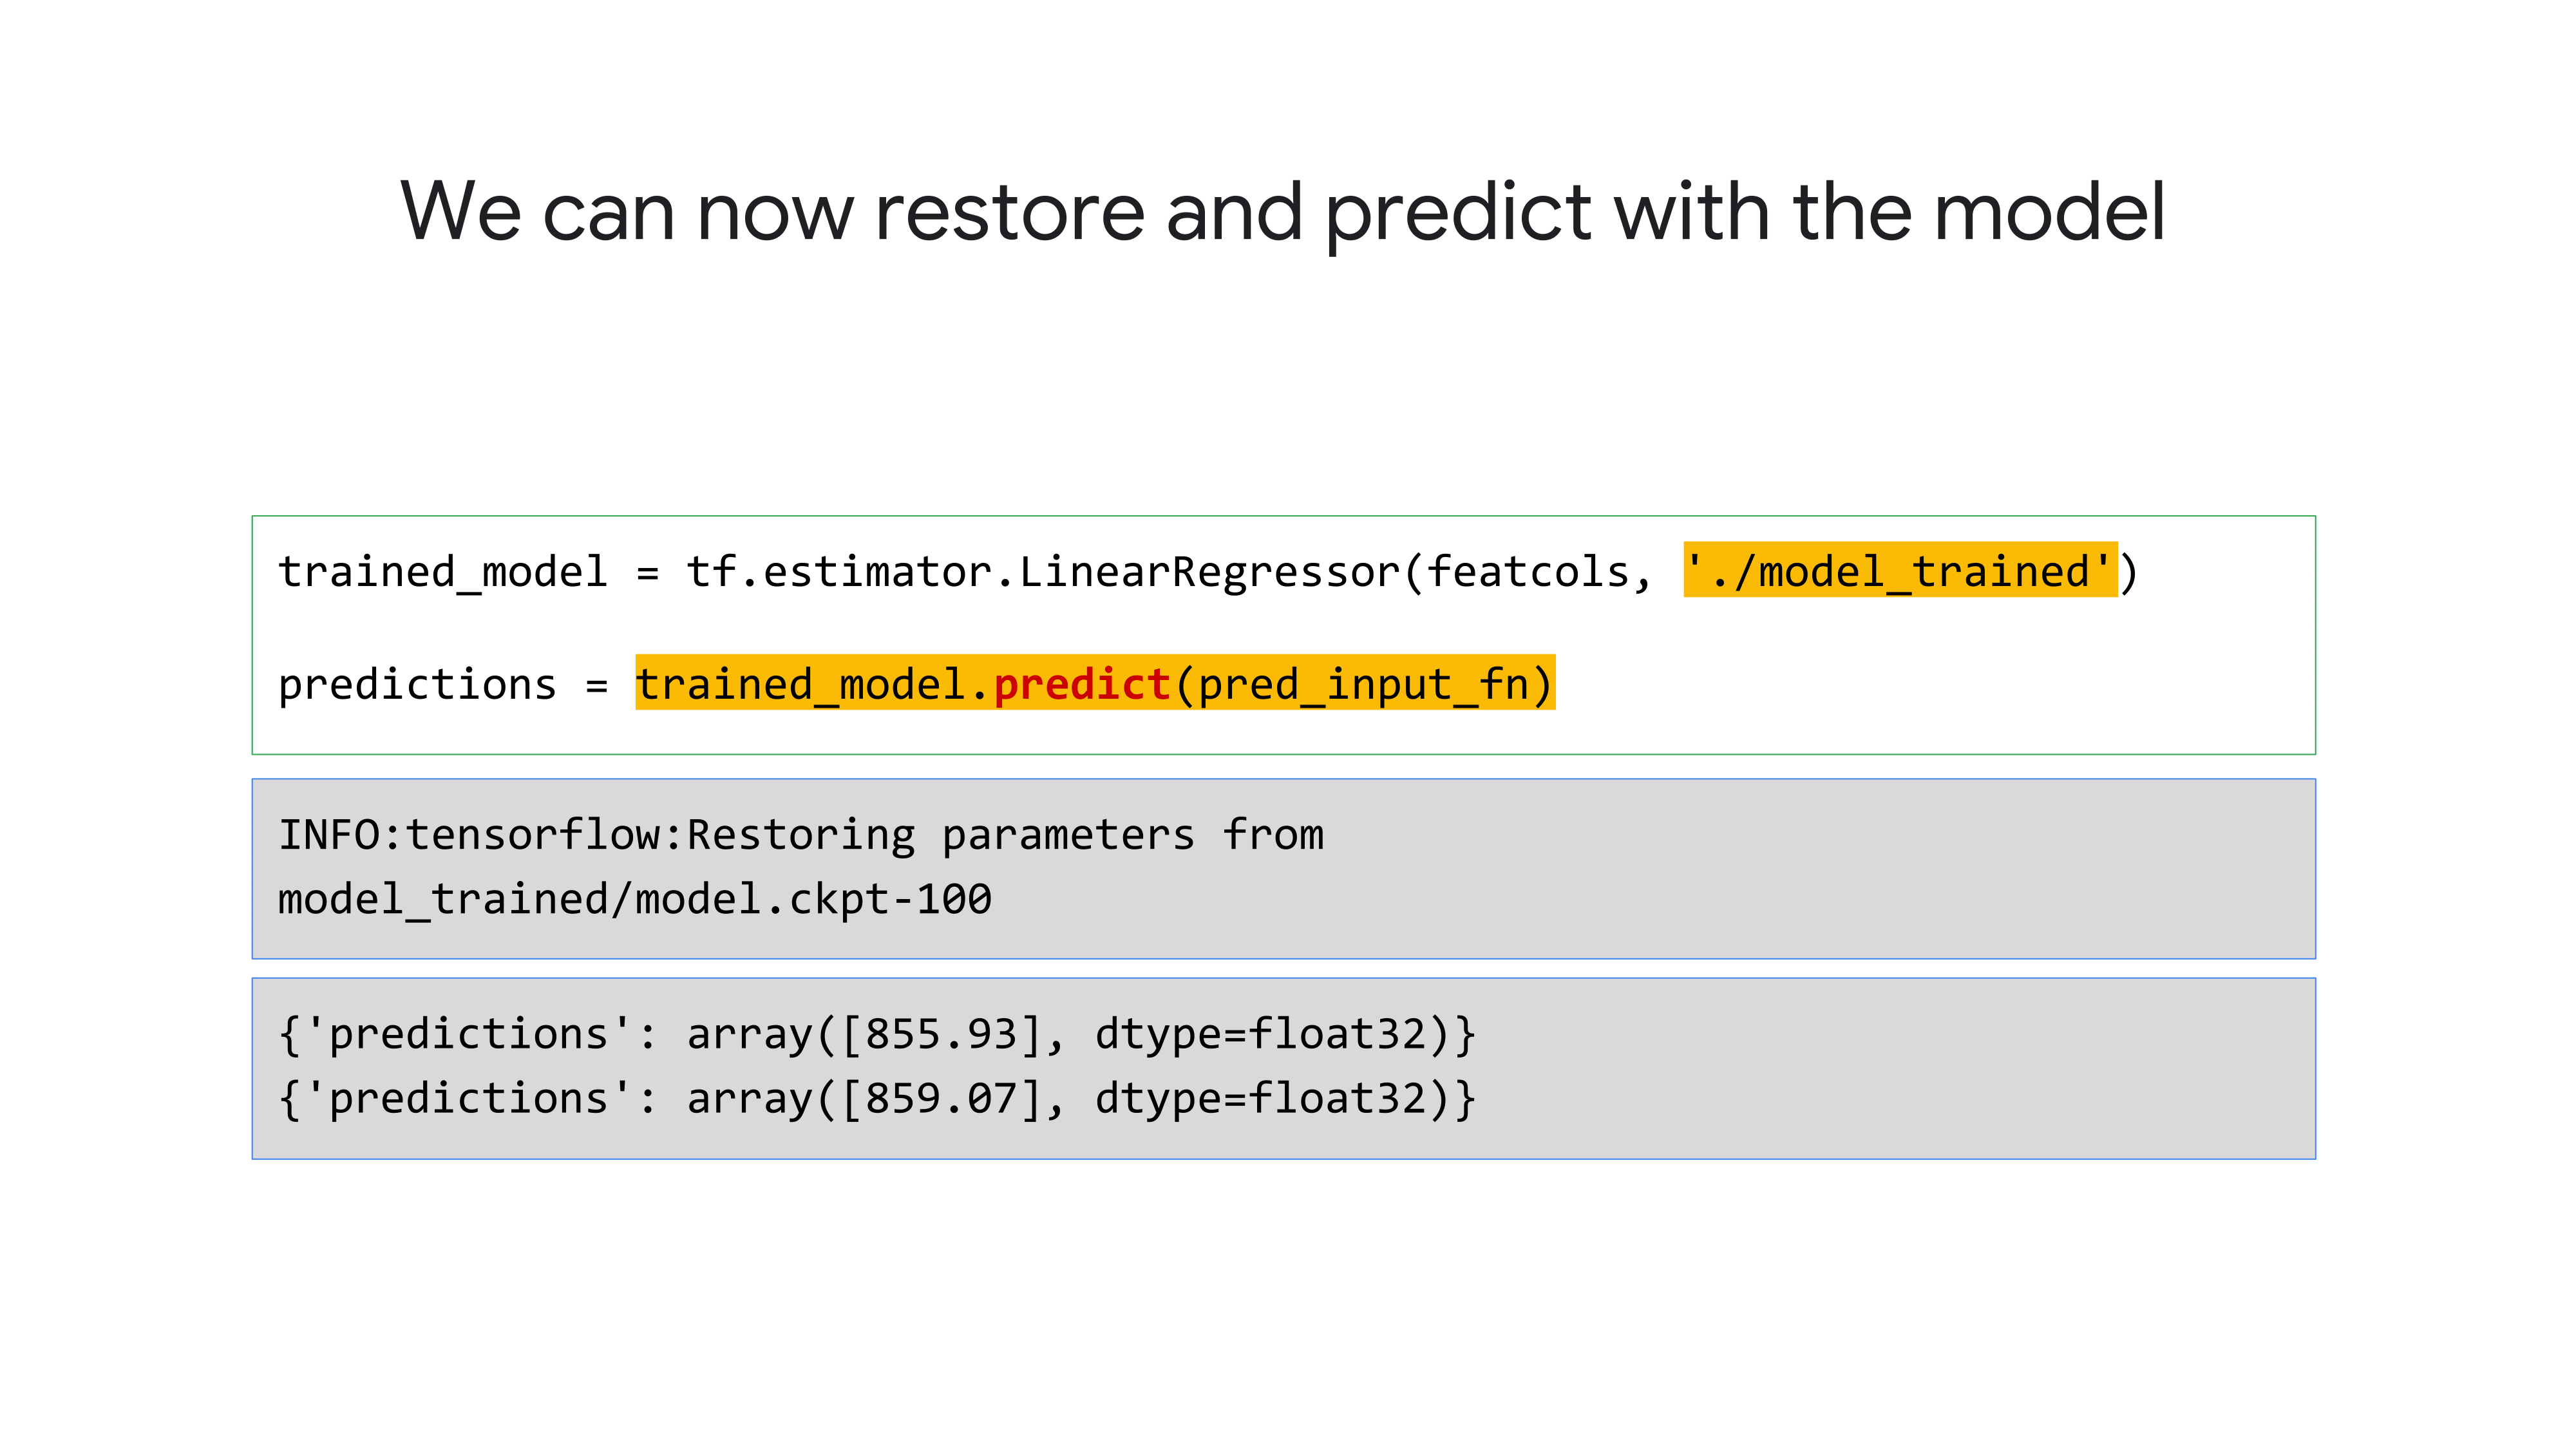 We can now restore and predict with the model
trained_model = tf.estimator.LinearRegressor(featcols, './model_trained')
predictions = trained_model.predict(pred_input_fn)
INFO:tensorflow:Restoring parameters from
model_trained/model.ckpt-100
{'predictions': array([855.93], dtype=float32)}
{'predictions': array([859.07], dtype=float32)}